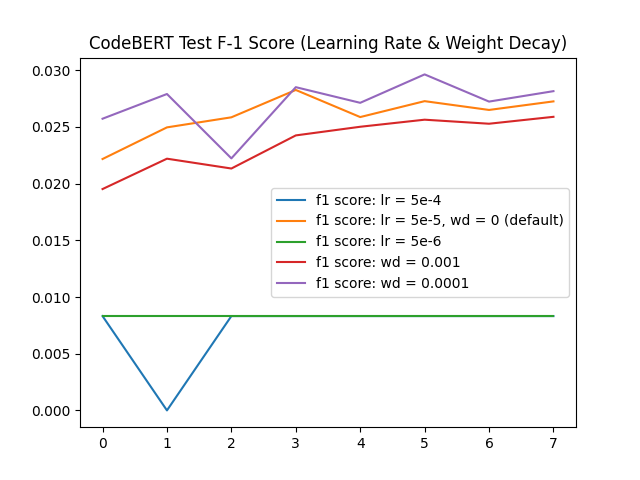 CodeBERT Test F-1 Score (Learning Rate & Weight Decay)
0.030
0.025
0.020
0.015
0.010
0.005
0.000
f1 score: lr = 5e-4
f1 score: lr = 5e-5, wd = 0 (default)
f1 score: lr = 5e-6
f1 score: wd = 0.001
f1 score: wd = 0.0001
0 1 2 3 4 5 6 7